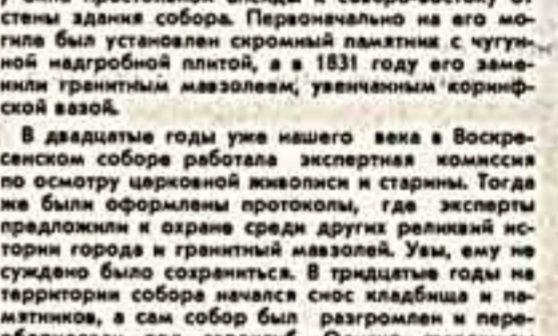 стены здания собора. Первоначально на его мо-
гиле был установлен скромный памятник с чугун-
ной надгробной плитой, а в 1831 году его заме-
нили гранитным мавзолеем, увенчанным коринф-
ской вазой.
В двадцатые годы уже нашего века в Воскре-
сенском соборе работала экспертная комиссия
по осмотру церковной живописи и старины. Тогда
же были оформлены протоколы, где эксперты
предложили к охране среди других реликвий ис-
тории города и гранитный мавзолей. Увы, ему не
суждено было сохраниться. В тридцатые годы на
территории собора начался снос кладбища и па-
мятников, а сам собор был разгромлен и пере-